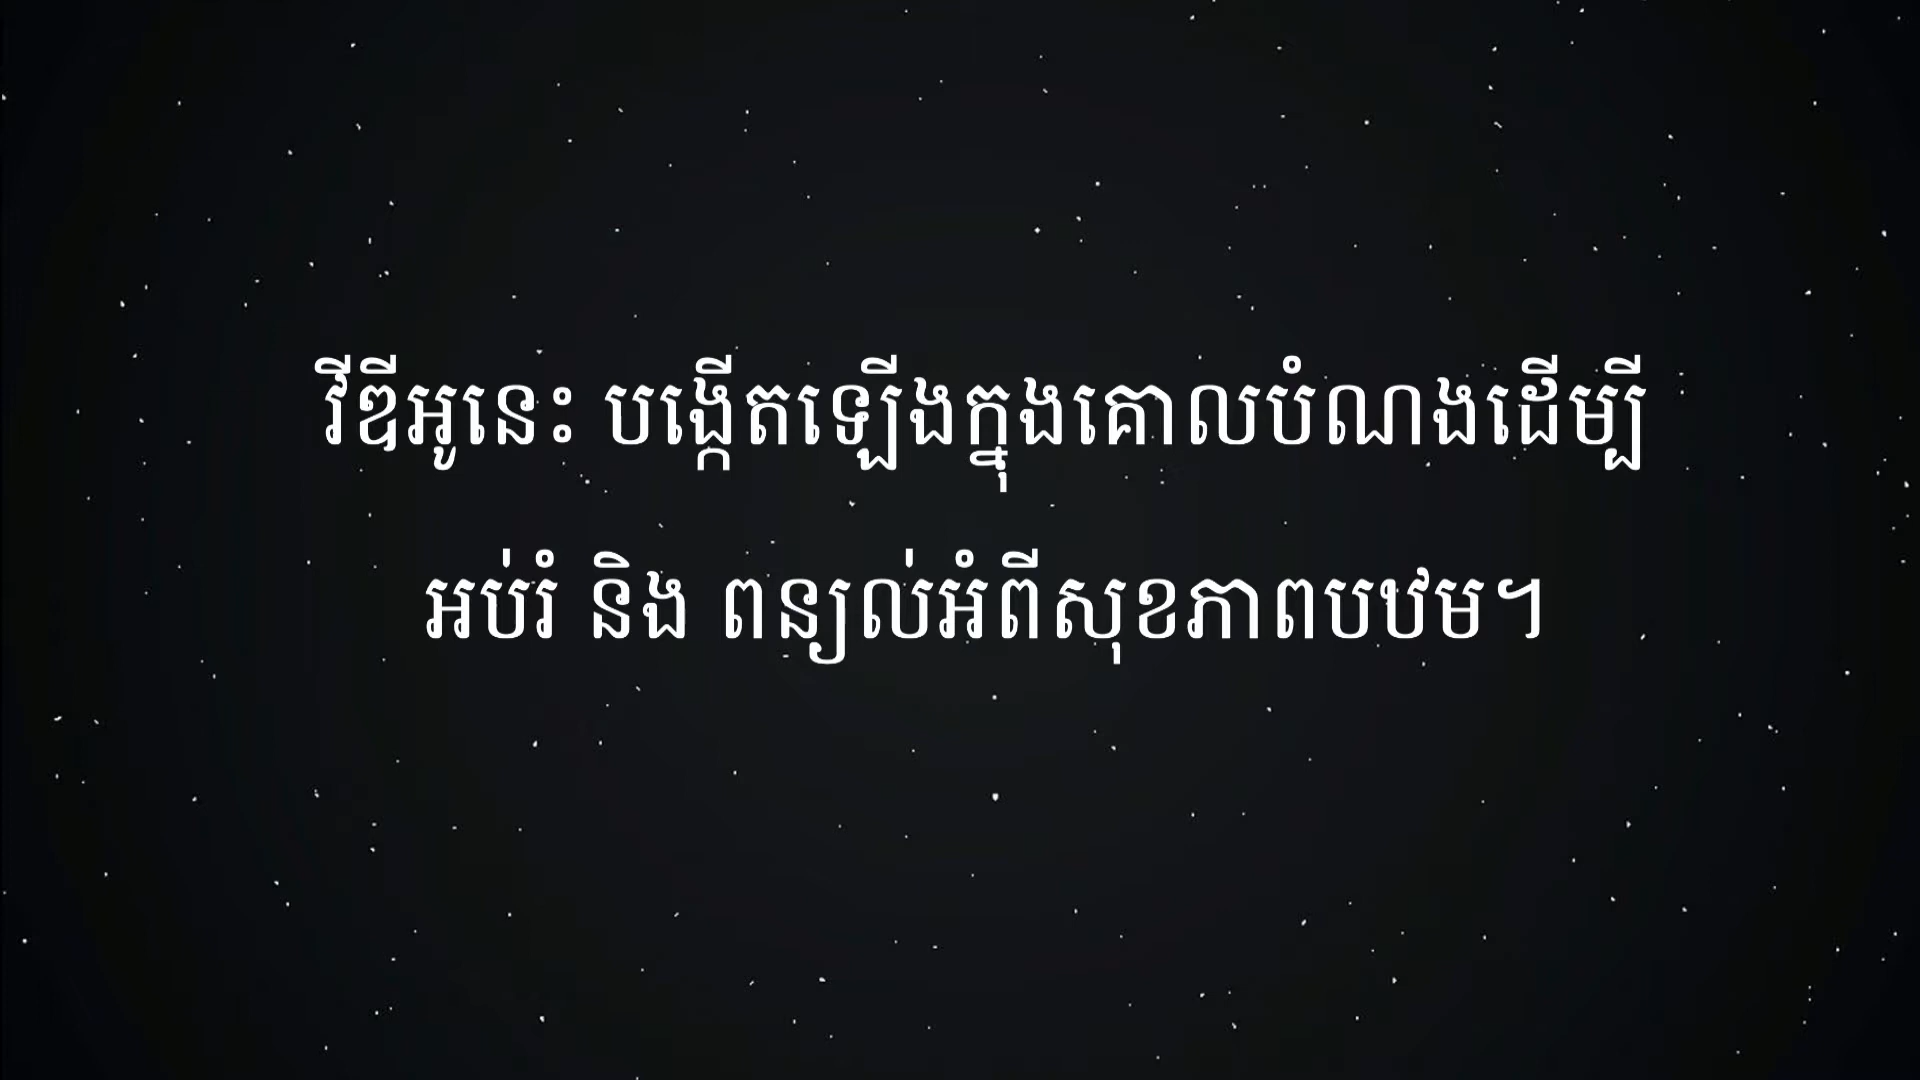 វីឌីអូនេះ បង្កើតឡើងក្នុងគោលបំណងដើម្បី
អប់រំ និង ពន្យល់អំពីសុខភាពបឋម។